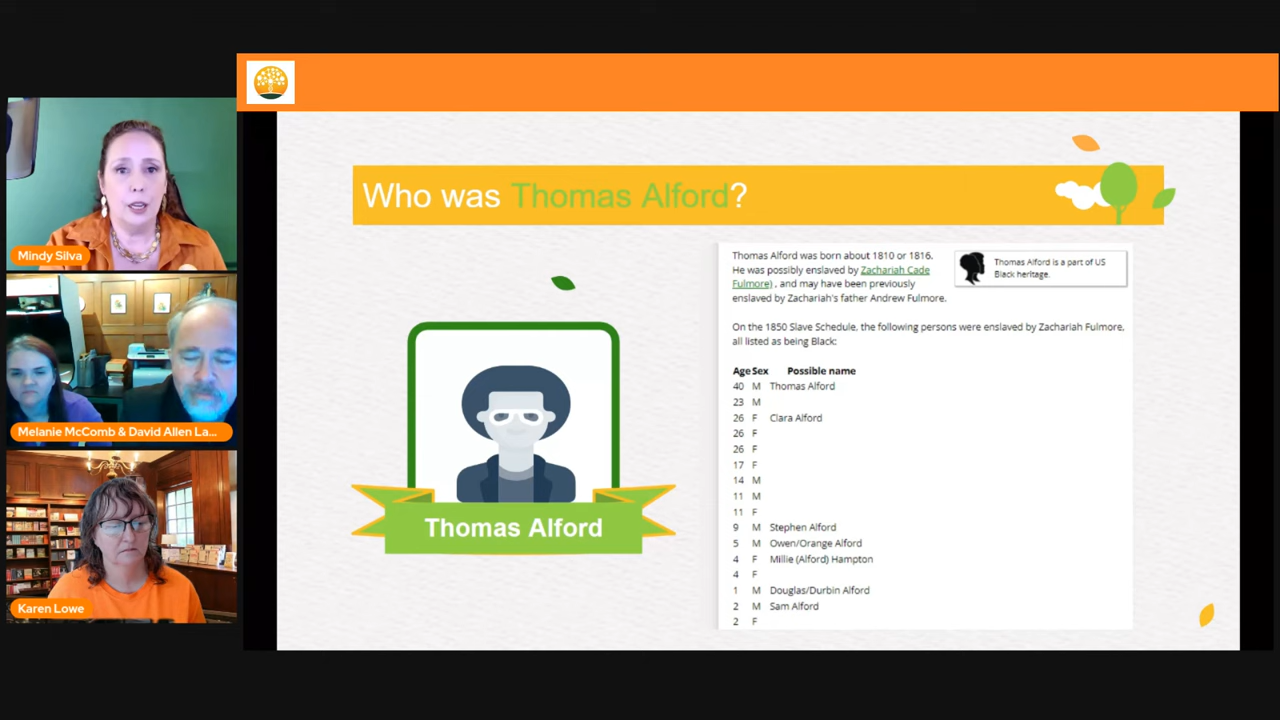 Who was Thomas Alford?
Mindy Silva
Melanie McComb & David Allen La...
Karen Lowe
Thomas Alford
Thomas Alford was born about 1810 or 1816.
He was possibly enslaved by Zachariah Cade
Fulmore) , and may have been previously
enslaved by Zachariah's father Andrew Fulmore.
Thomas Alford is a part of US
Black heritage.
On the 1850 Slave Schedule, the following persons were enslaved by Zachariah Fulmore,
all listed as being Black:
Age Sex Possible name
40 M Thomas Alford
23 M
26 F Clara Alford
26 F
26 F
17 F
14 M
11 M
11 F
9 M Stephen Alford
5 M Owen/Orange Alford
4 F Millie (Alford) Hampton
4 F
1 M Douglas/Durbin Alford
2 M Sam Alford
2 F